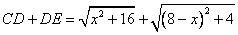 CD + DE = √(x² + 16) + √((8 − x)² + 4)